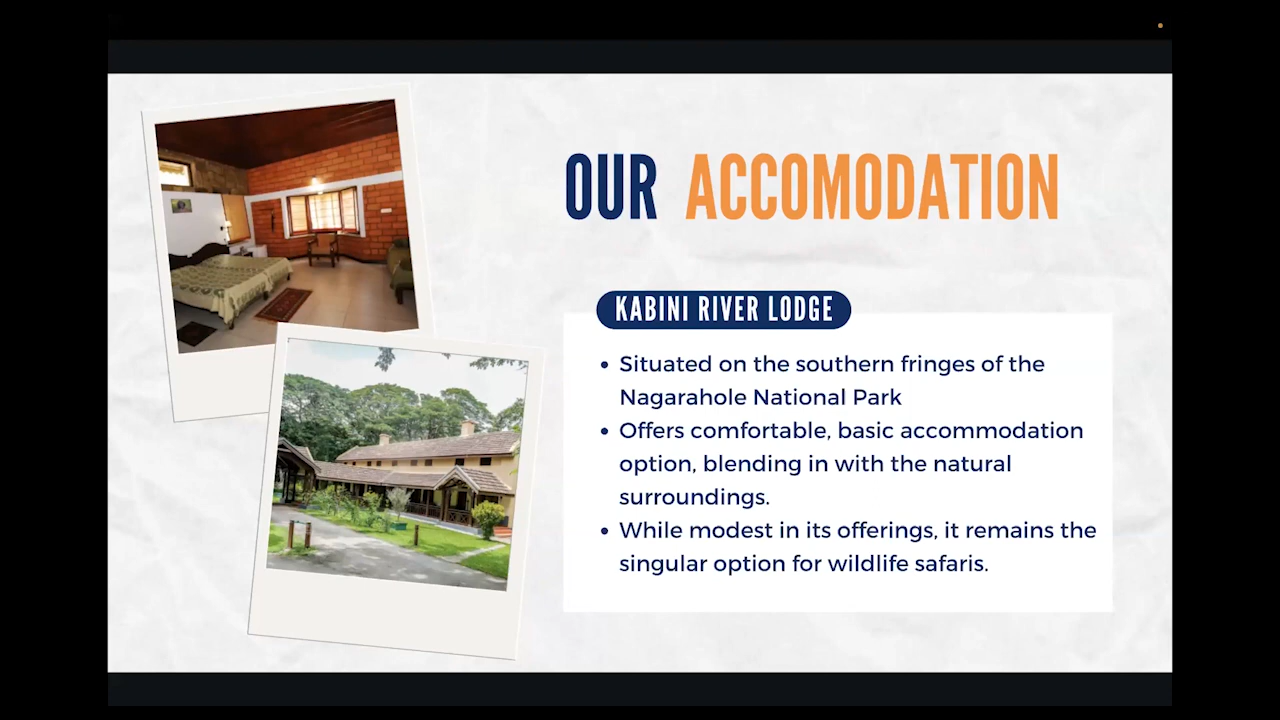 OUR ACCOMODATION
KABINI RIVER LODGE
• Situated on the southern fringes of the
Nagarahole National Park
• Offers comfortable, basic accommodation
option, blending in with the natural
surroundings.
• While modest in its offerings, it remains the
singular option for wildlife safaris.